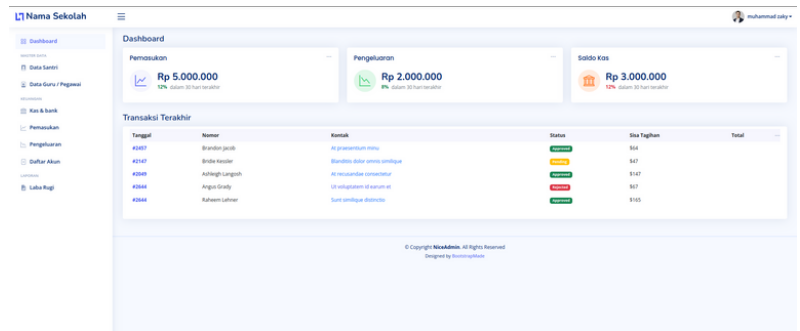 Nama Sekolah
muhammad zaky
Dashboard
MASTER DATA
Data Santri
Data Guru / Pegawai
KEUANGAN
Kas & bank
Pemasukan
Pengeluaran
Daftar Akun
LAPORAN
Laba Rugi
Dashboard
Pemasukan
Rp 5.000.000
12% dalam 30 hari terakhir
Pengeluaran
Rp 2.000.000
8% dalam 30 hari terakhir
Saldo Kas
Rp 3.000.000
12% dalam 30 hari terakhir
Transaksi Terakhir
Tanggal Nomor Kontak Status Sisa Tagihan Total
#2457 Brandon Jacob At praesentium minu Approved $64
#2147 Bridie Kessler Blanditiis dolor omnis similique Pending $47
#2049 Ashleigh Langosh At recusandae consectetur Approved $147
#2644 Angus Grady Ut voluptatem id earum et Rejected $67
#2644 Raheem Lehner Sunt similique distinctio Approved $165
© Copyright NiceAdmin. All Rights Reserved
Designed by BootstrapMade